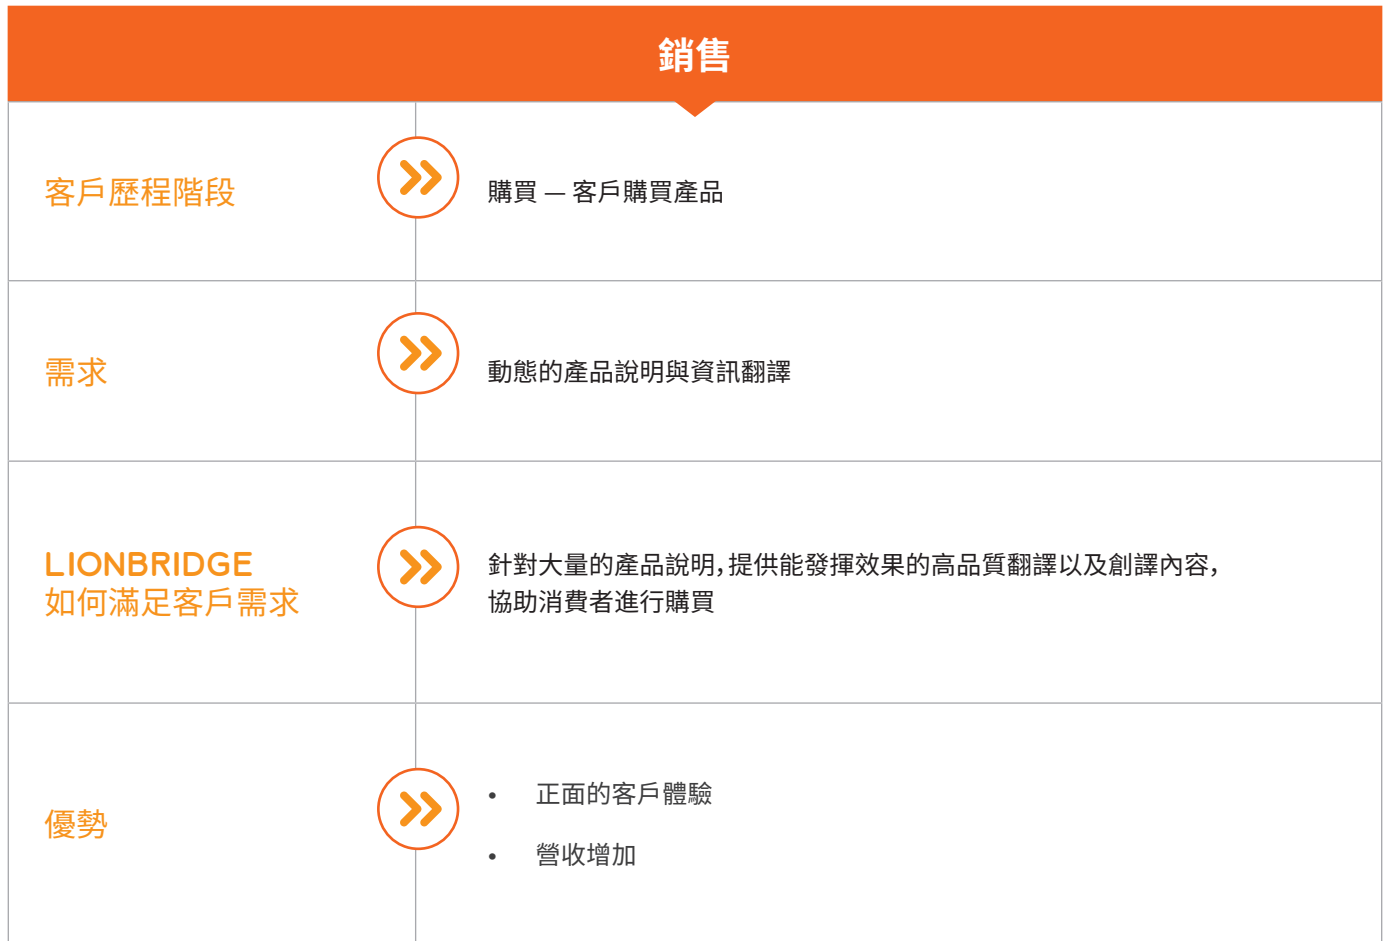 銷售
客戶歷程階段
購買 — 客戶購買產品
需求
動態的產品說明與資訊翻譯
LIONBRIDGE
如何滿足客戶需求
針對大量的產品說明，提供能發揮效果的高品質翻譯以及創譯內容，
協助消費者進行購買
優勢
• 正面的客戶體驗
• 營收增加